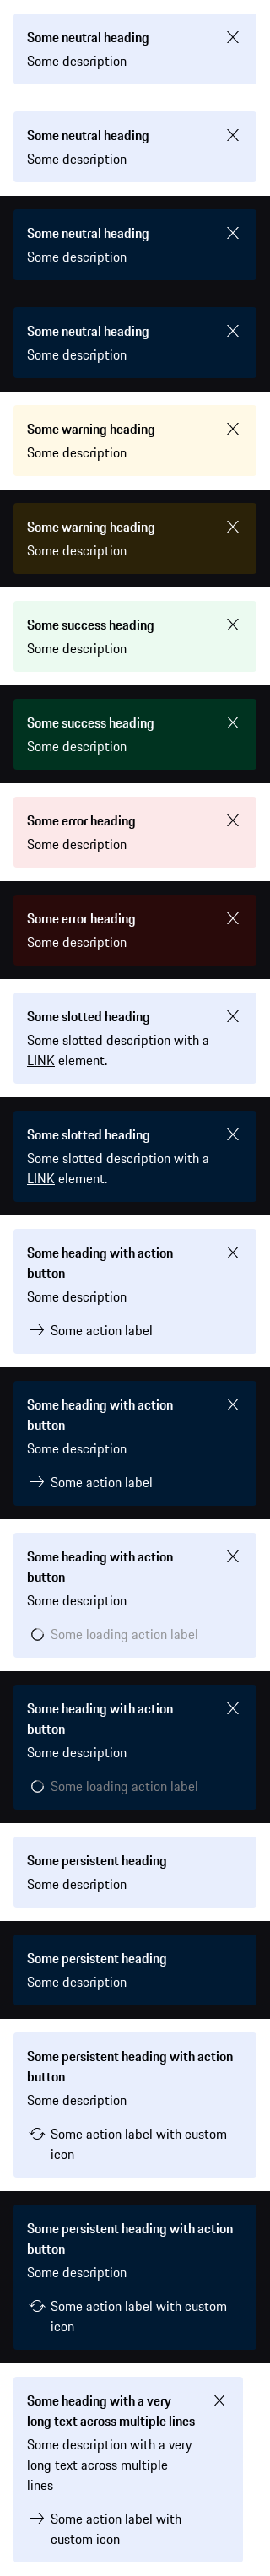 Some neutral heading
Some description
Some neutral heading
Some description
Some neutral heading
Some description
Some neutral heading
Some description
Some warning heading
Some description
Some warning heading
Some description
Some success heading
Some description
Some success heading
Some description
Some error heading
Some description
Some error heading
Some description
Some slotted heading
Some slotted description with a
LINK element.
Some slotted heading
Some slotted description with a
LINK element.
Some heading with action
button
Some description
Some action label
Some heading with action
button
Some description
Some action label
Some heading with action
button
Some description
Some loading action label
Some heading with action
button
Some description
Some loading action label
Some persistent heading
Some description
Some persistent heading
Some description
Some persistent heading with action
button
Some description
Some action label with custom
icon
Some persistent heading with action
button
Some description
Some action label with custom
icon
Some heading with a very
long text across multiple lines
Some description with a very
long text across multiple
lines
Some action label with
custom icon